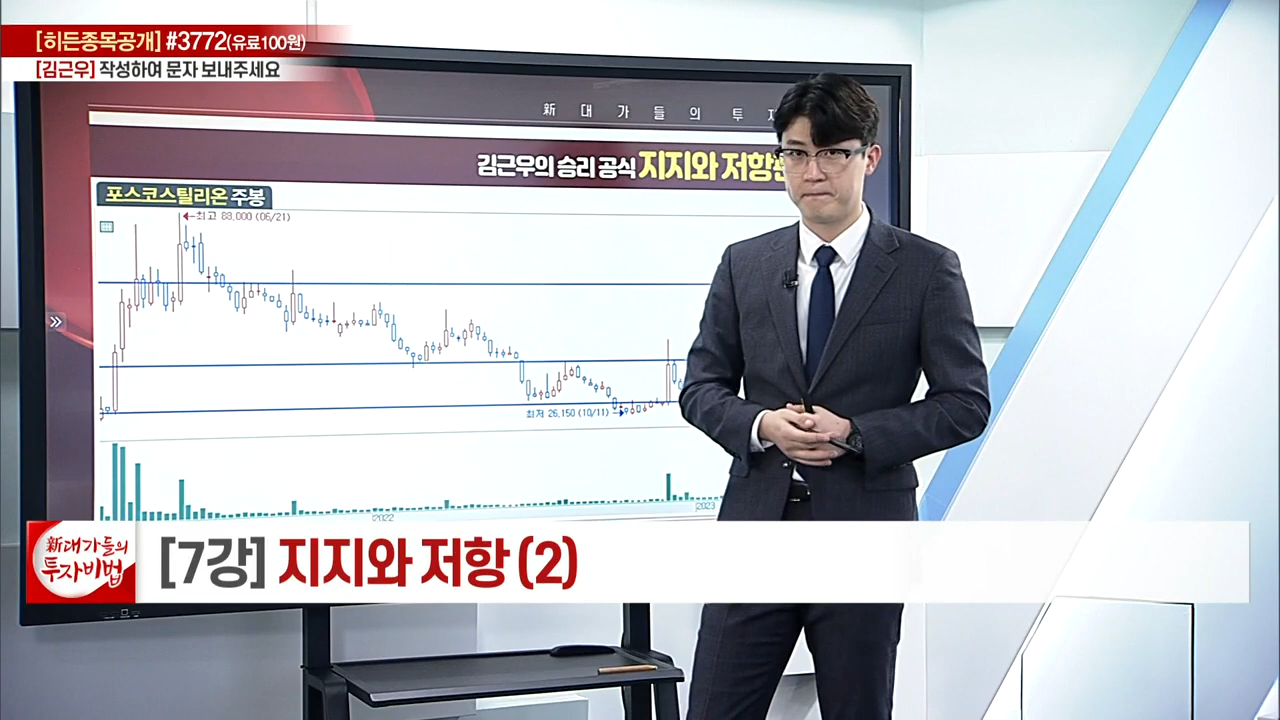 [히든종목공개] #3772(유료100원)
[김근우] 작성하여 문자 보내주세요
新 대 가 들 의 투
김근우의 승리 공식 지지와 저항
포스코스틸리온 주봉
최고 88,000 (06/21)
최저 26,150 (10/11)
2022
2023
新대가들의
투자비법
[7강] 지지와 저항 (2)